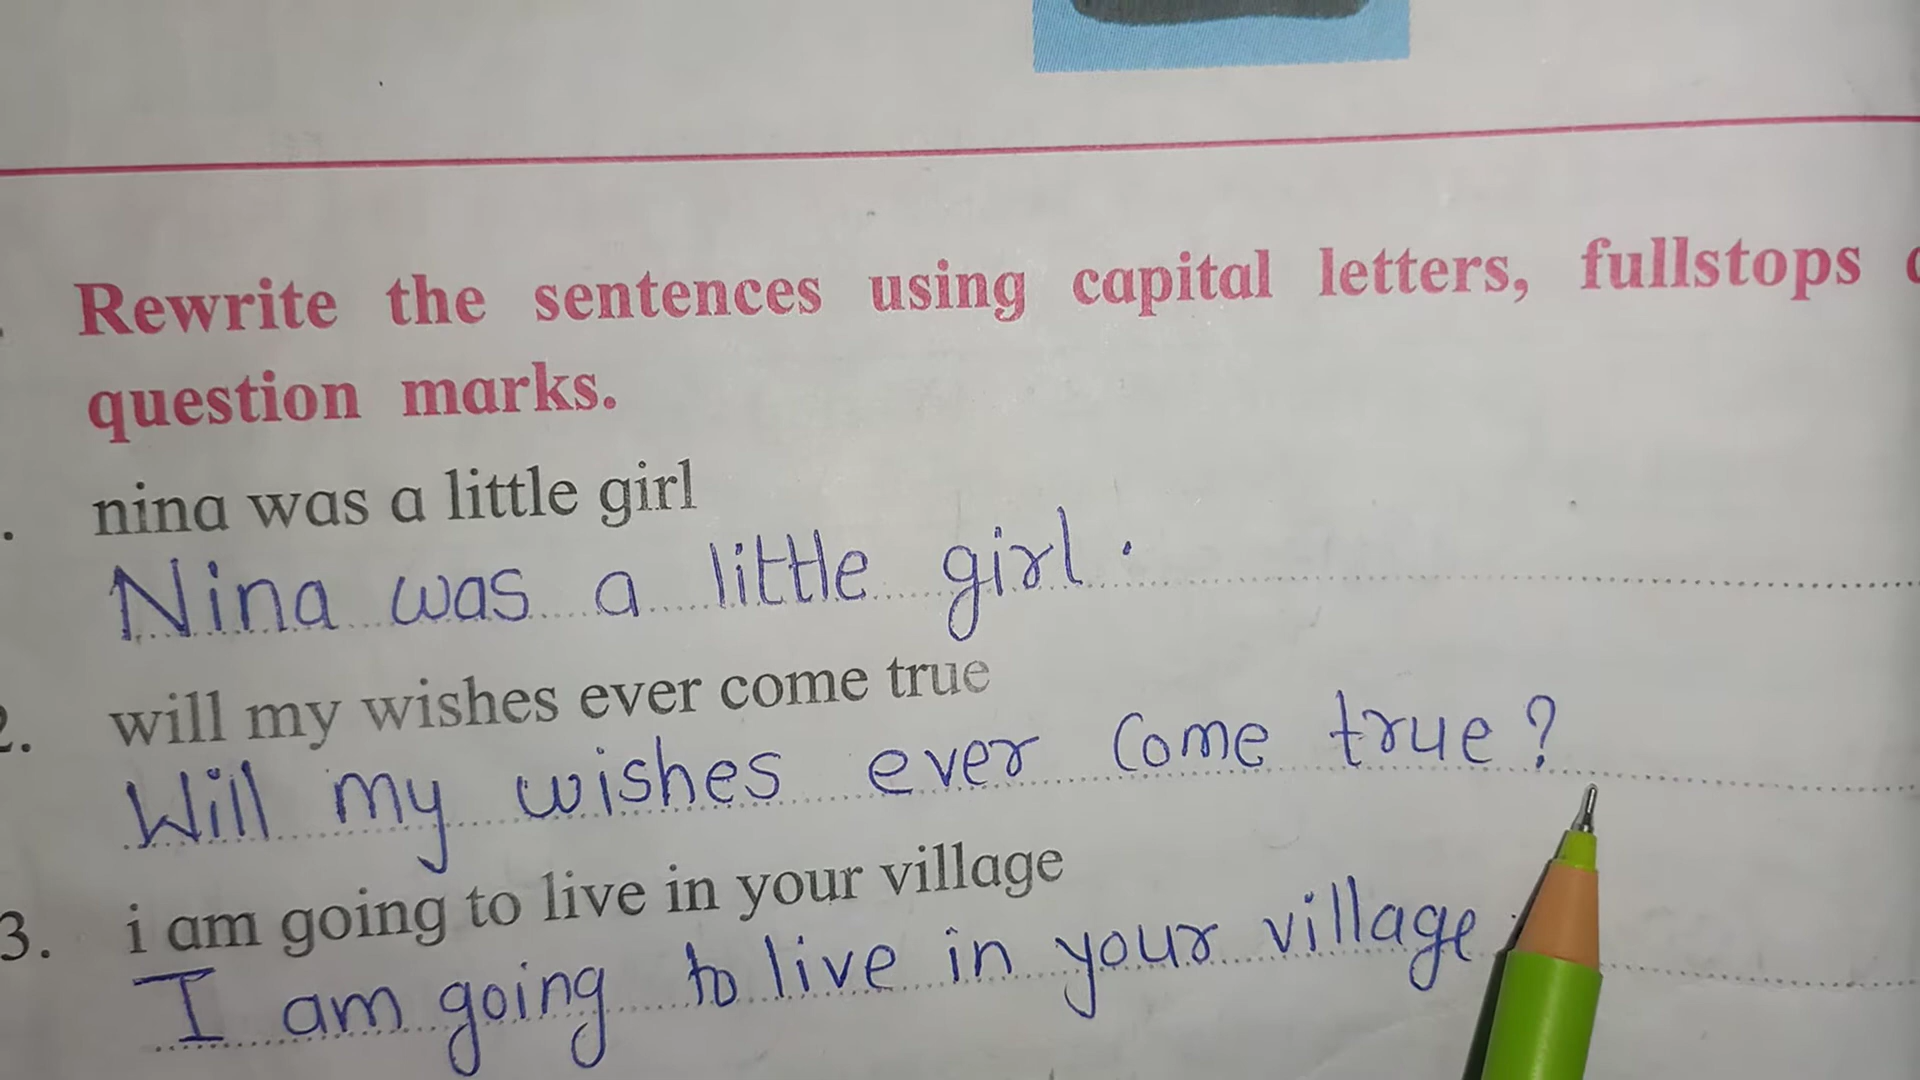 Rewrite the sentences using capital letters, fullstops
question marks.
. nina was a little girl
Nina was a little girl.
2. will my wishes ever come true
Will my wishes ever come true?
3. i am going to live in your village
I am going to live in your village.